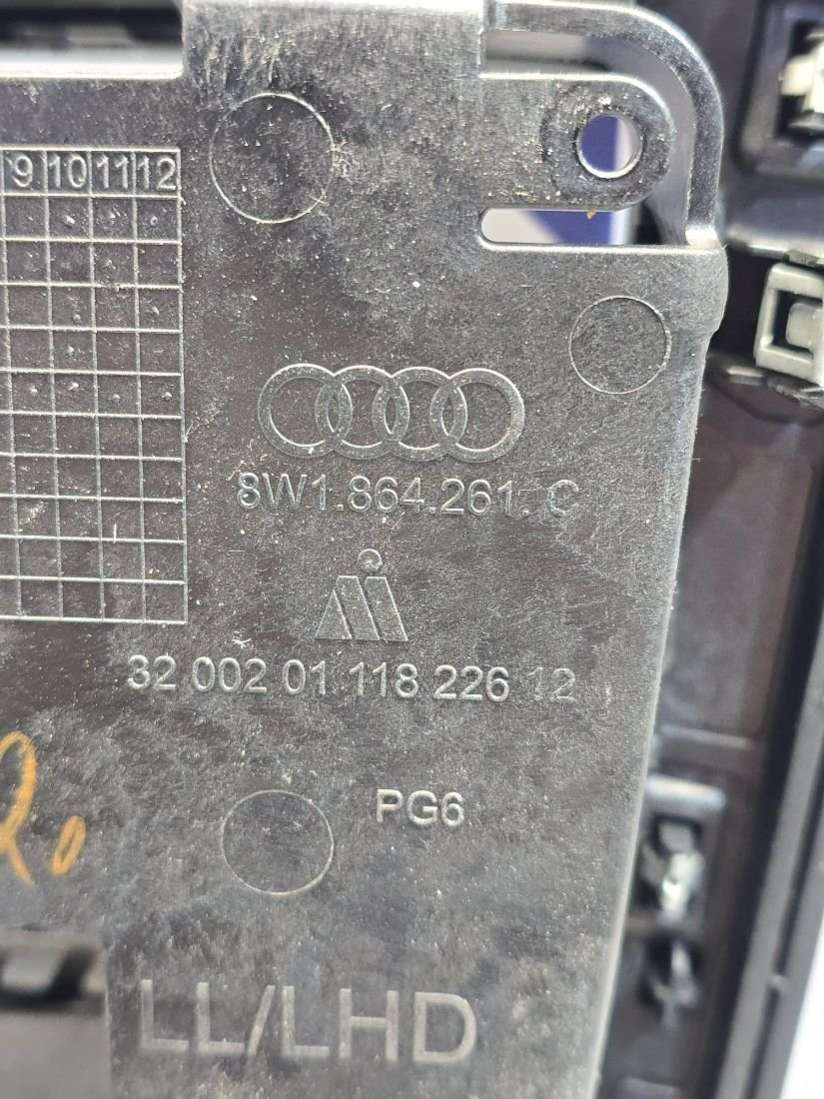 9 10 11 12
8W1.864.261. C
32 002 01 118 226 12
PG6
LL/LHD